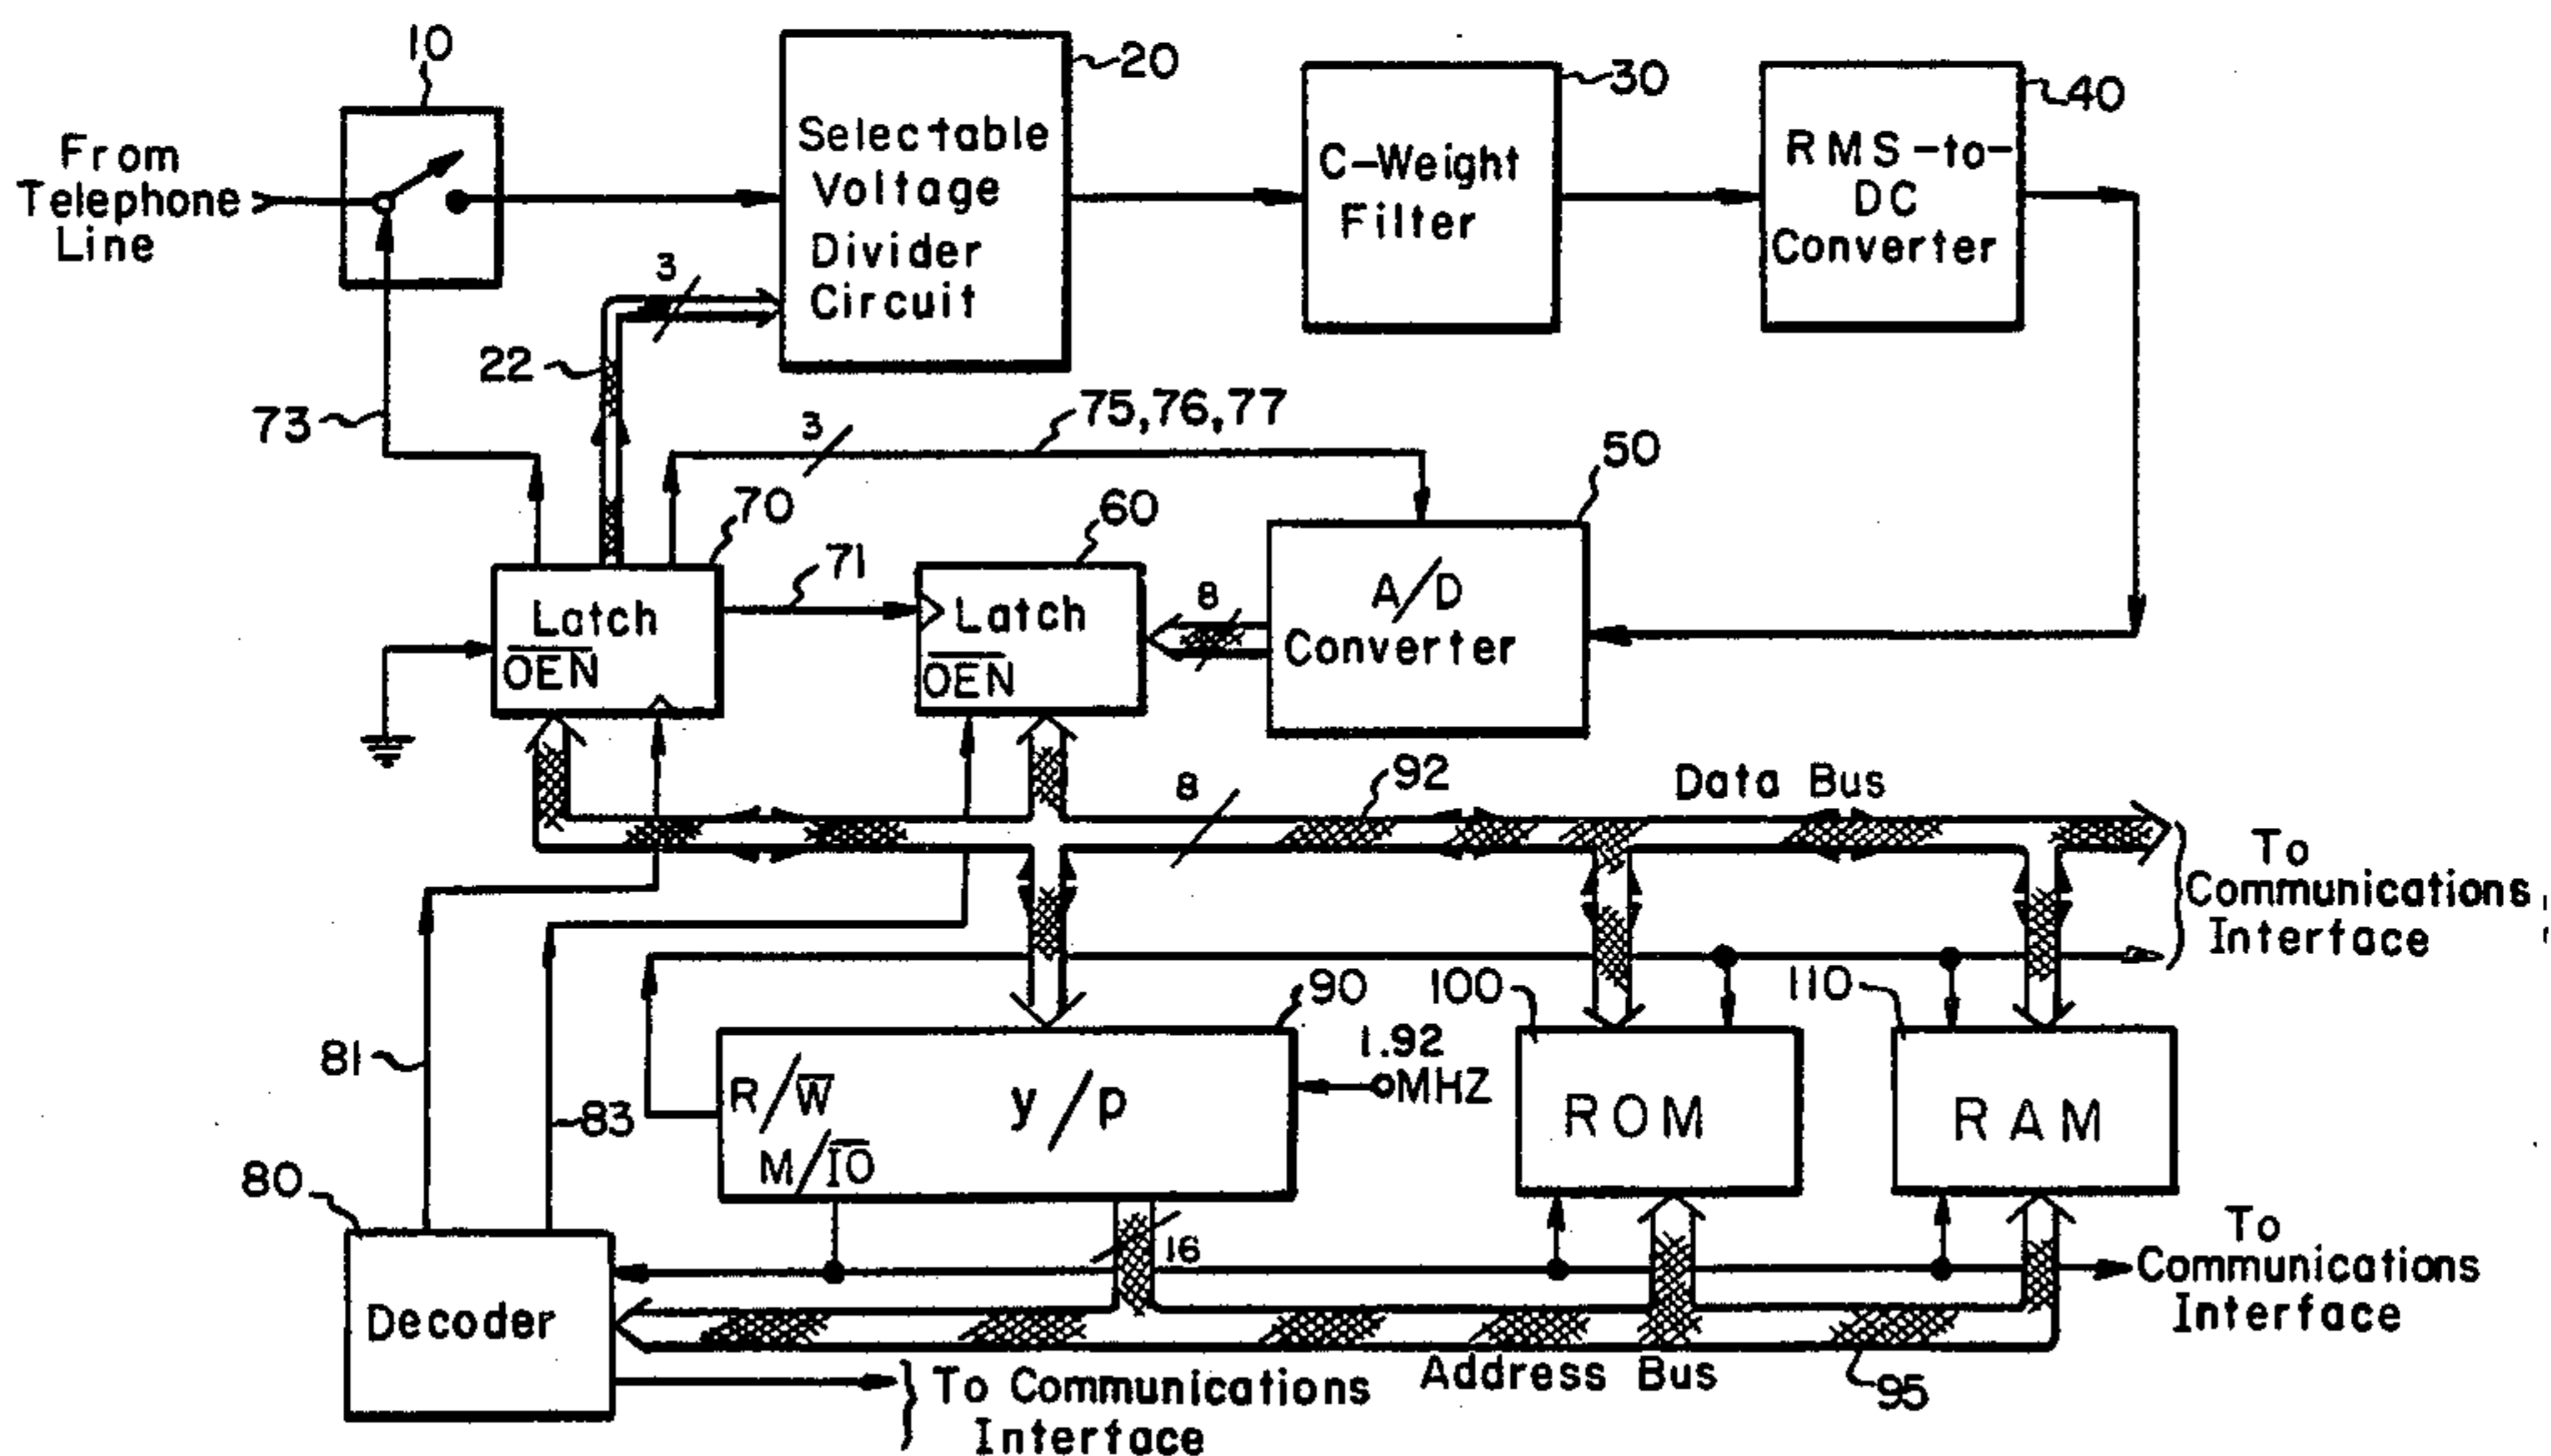 10
From
Telephone
Line
Selectable
Voltage
Divider
Circuit
20
C-Weight
Filter
30
RMS-to-
DC
Converter
40
3
22
73
3
75,76,77
50
70
71
60
Latch
OEN
Latch
OEN
8
A/D
Converter
8
92
Data Bus
To
Communications
Interface
81
83
90
R/W
M/IO
y/p
1.92
MHZ
100
ROM
110
RAM
80
Decoder
16
To
Communications
Interface
Address Bus
95
To Communications
Interface